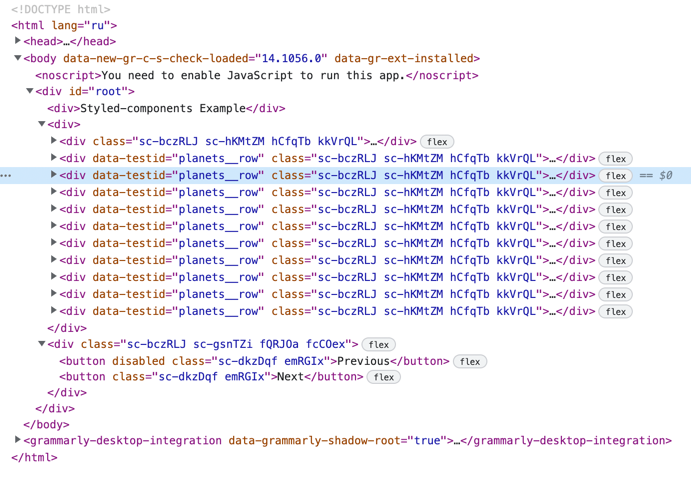 <!DOCTYPE html>
<html lang="ru">
<head>…</head>
<body data-new-gr-c-s-check-loaded="14.1056.0" data-gr-ext-installed>
<noscript>You need to enable JavaScript to run this app.</noscript>
<div id="root">
<div>Styled-components Example</div>
<div>
<div class="sc-bczRLJ sc-hKMtZM hCfqTb kkVrQL">…</div> flex
<div data-testid="planets__row" class="sc-bczRLJ sc-hKMtZM hCfqTb kkVrQL">…</div> flex
… <div data-testid="planets__row" class="sc-bczRLJ sc-hKMtZM hCfqTb kkVrQL">…</div> flex == $0
<div data-testid="planets__row" class="sc-bczRLJ sc-hKMtZM hCfqTb kkVrQL">…</div> flex
<div data-testid="planets__row" class="sc-bczRLJ sc-hKMtZM hCfqTb kkVrQL">…</div> flex
<div data-testid="planets__row" class="sc-bczRLJ sc-hKMtZM hCfqTb kkVrQL">…</div> flex
<div data-testid="planets__row" class="sc-bczRLJ sc-hKMtZM hCfqTb kkVrQL">…</div> flex
<div data-testid="planets__row" class="sc-bczRLJ sc-hKMtZM hCfqTb kkVrQL">…</div> flex
<div data-testid="planets__row" class="sc-bczRLJ sc-hKMtZM hCfqTb kkVrQL">…</div> flex
<div data-testid="planets__row" class="sc-bczRLJ sc-hKMtZM hCfqTb kkVrQL">…</div> flex
<div data-testid="planets__row" class="sc-bczRLJ sc-hKMtZM hCfqTb kkVrQL">…</div> flex
</div>
<div class="sc-bczRLJ sc-gsnTZi fQRJOa fcCOex"> flex
<button disabled class="sc-dkzDqf emRGIx">Previous</button> flex
<button class="sc-dkzDqf emRGIx">Next</button> flex
</div>
</div>
</body>
<grammarly-desktop-integration data-grammarly-shadow-root="true">…</grammarly-desktop-integration>
</html>